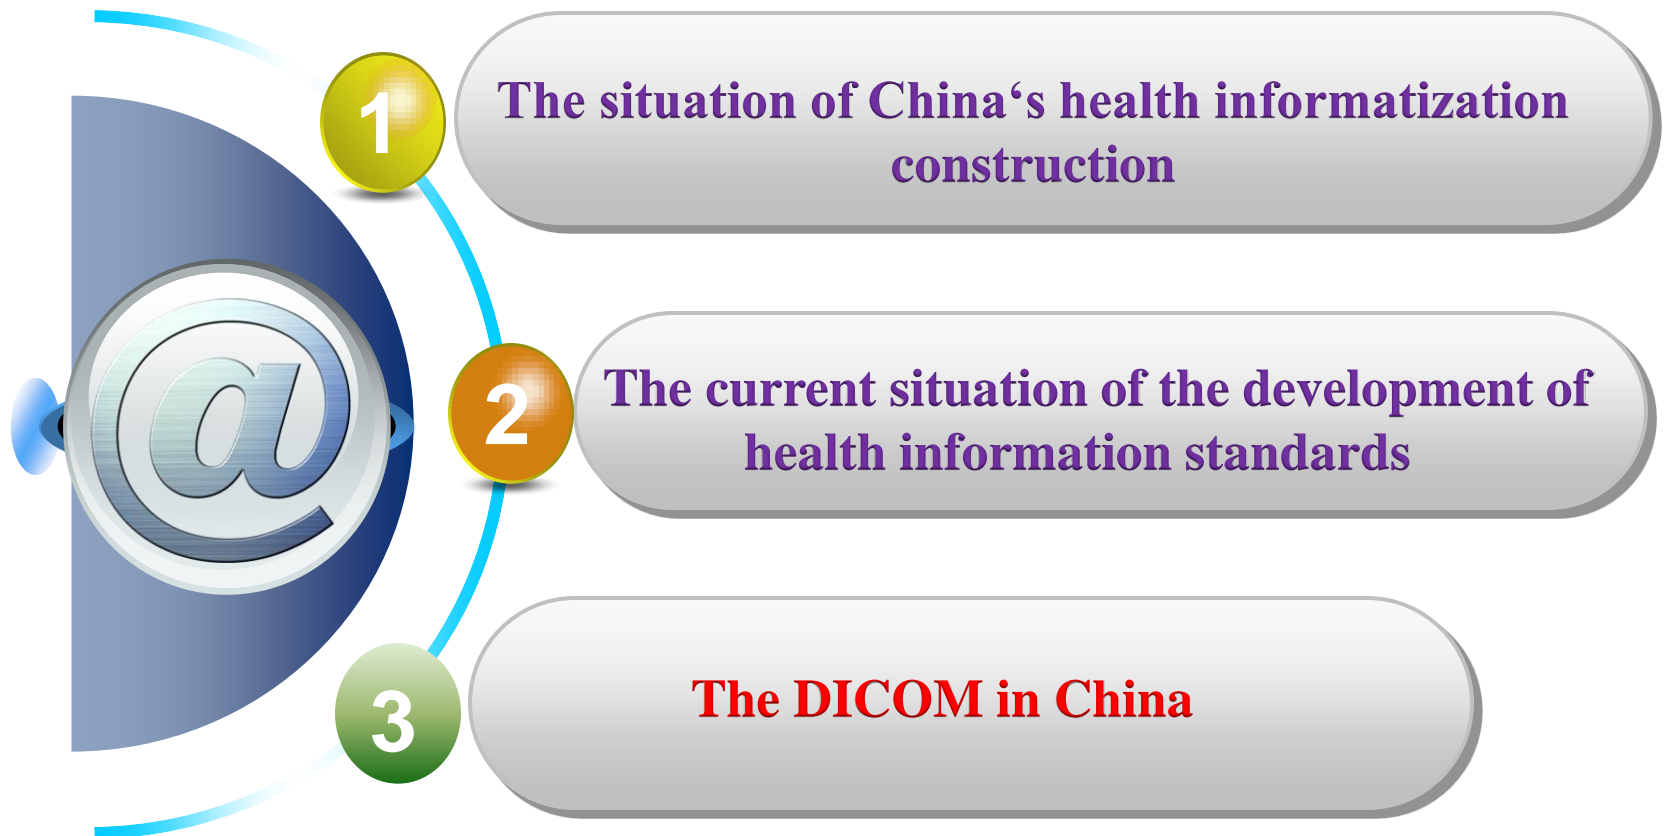 1
The situation of China‘s health informatization
construction
@
2
The current situation of the development of
health information standards
3
The DICOM in China